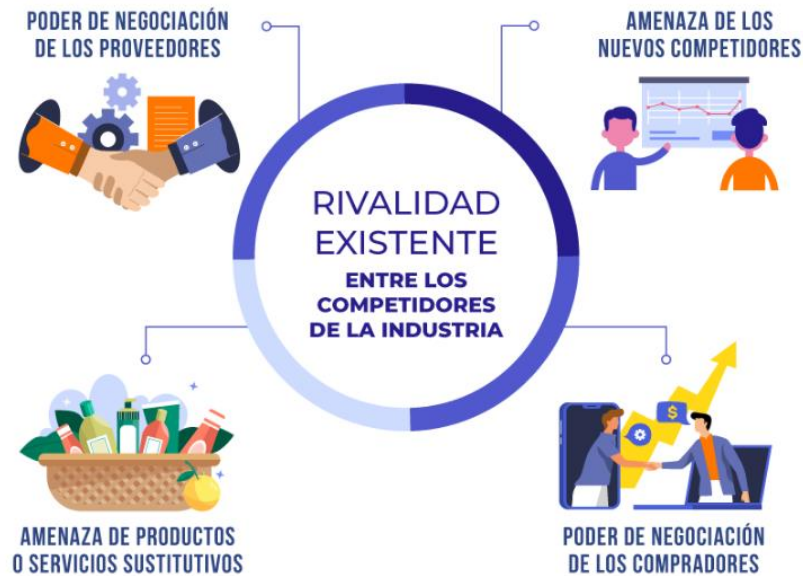 PODER DE NEGOCIACIÓN
DE LOS PROVEEDORES
AMENAZA DE LOS
NUEVOS COMPETIDORES
RIVALIDAD
EXISTENTE
ENTRE LOS
COMPETIDORES
DE LA INDUSTRIA
$
AMENAZA DE PRODUCTOS
O SERVICIOS SUSTITUTIVOS
PODER DE NEGOCIACIÓN
DE LOS COMPRADORES